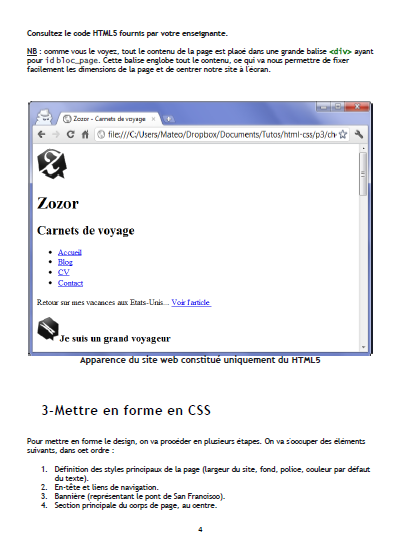 Consultez le code HTML5 fournis par votre enseignante.
NB : comme vous le voyez, tout le contenu de la page est placé dans une grande balise <div> ayant
pour id bloc_page. Cette balise englobe tout le contenu, ce qui va nous permettre de fixer
facilement les dimensions de la page et de centrer notre site à l'écran.
Zozor - Carnets de voyage
file:///C:/Users/Mateo/Dropbox/Documents/Tutos/html-css/p3/ch
Zozor
Carnets de voyage
• Accueil
• Blog
• CV
• Contact
Retour sur mes vacances aux Etats-Unis... Voir l'article
Je suis un grand voyageur
Apparence du site web constitué uniquement du HTML5
3-Mettre en forme en CSS
Pour mettre en forme le design, on va procéder en plusieurs étapes. On va s'occuper des éléments
suivants, dans cet ordre :
1. Définition des styles principaux de la page (largeur du site, fond, police, couleur par défaut
du texte).
2. En-tête et liens de navigation.
3. Bannière (représentant le pont de San Francisco).
4. Section principale du corps de page, au centre.
4